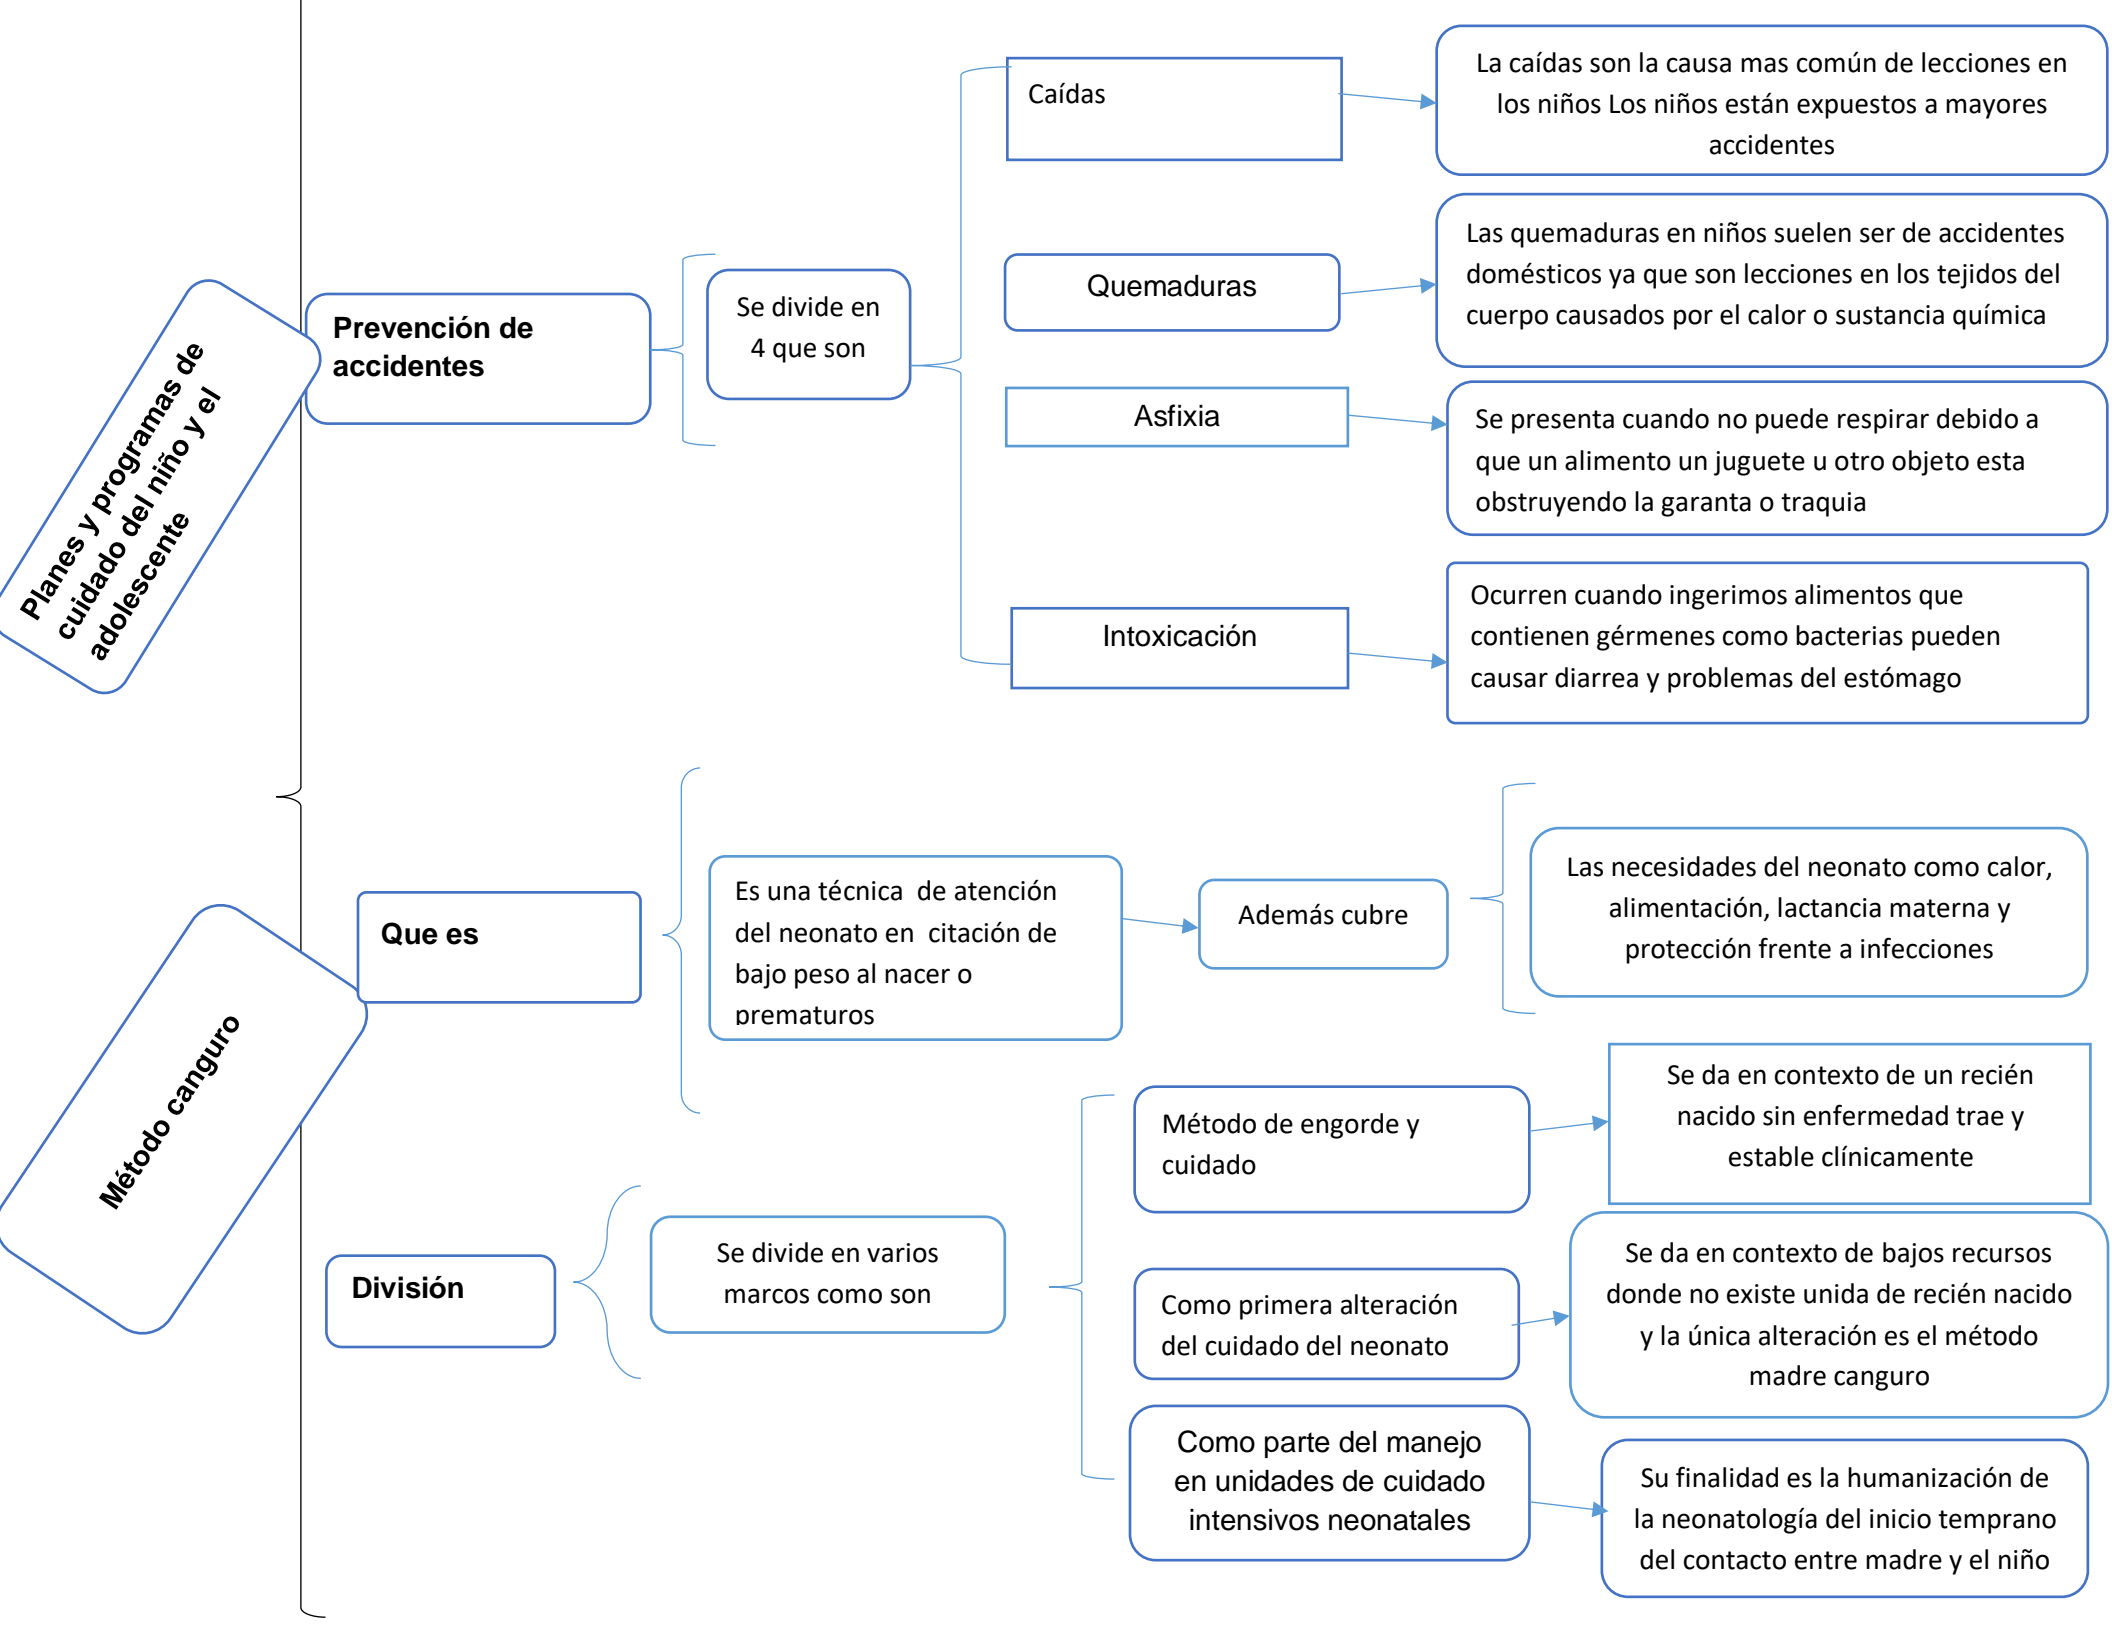 Planes y programas de
cuidado del niño y el
adolescente
Prevención de
accidentes
Se divide en
4 que son
Caídas
La caídas son la causa mas común de lecciones en
los niños Los niños están expuestos a mayores
accidentes
Quemaduras
Las quemaduras en niños suelen ser de accidentes
domésticos ya que son lecciones en los tejidos del
cuerpo causados por el calor o sustancia química
Asfixia
Se presenta cuando no puede respirar debido a
que un alimento un juguete u otro objeto esta
obstruyendo la garanta o traquia
Intoxicación
Ocurren cuando ingerimos alimentos que
contienen gérmenes como bacterias pueden
causar diarrea y problemas del estómago
Método canguro
Que es
Es una técnica  de atención
del neonato en  citación de
bajo peso al nacer o
prematuros
Además cubre
Las necesidades del neonato como calor,
alimentación, lactancia materna y
protección frente a infecciones
División
Se divide en varios
marcos como son
Método de engorde y
cuidado
Se da en contexto de un recién
nacido sin enfermedad trae y
estable clínicamente
Como primera alteración
del cuidado del neonato
Se da en contexto de bajos recursos
donde no existe unida de recién nacido
y la única alteración es el método
madre canguro
Como parte del manejo
en unidades de cuidado
intensivos neonatales
Su finalidad es la humanización de
la neonatología del inicio temprano
del contacto entre madre y el niño